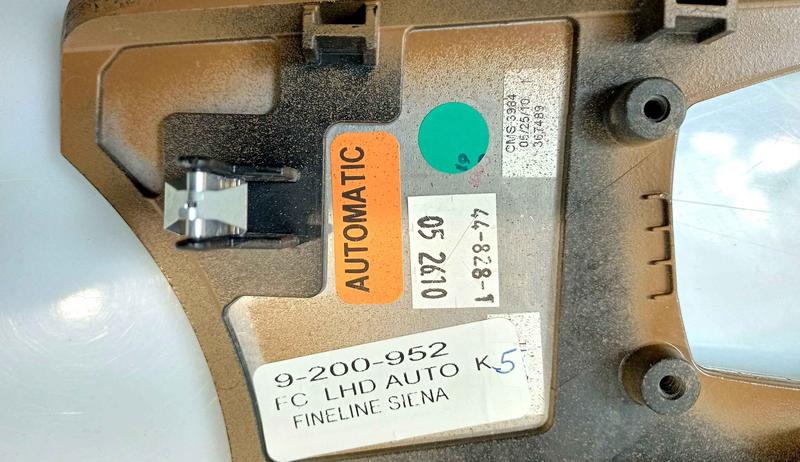 CMS 3984 1
05/25/10
367489
AUTOMATIC
44-828-1
05 2610
9-200-952
FC LHD AUTO K5
FINELINE SIENA